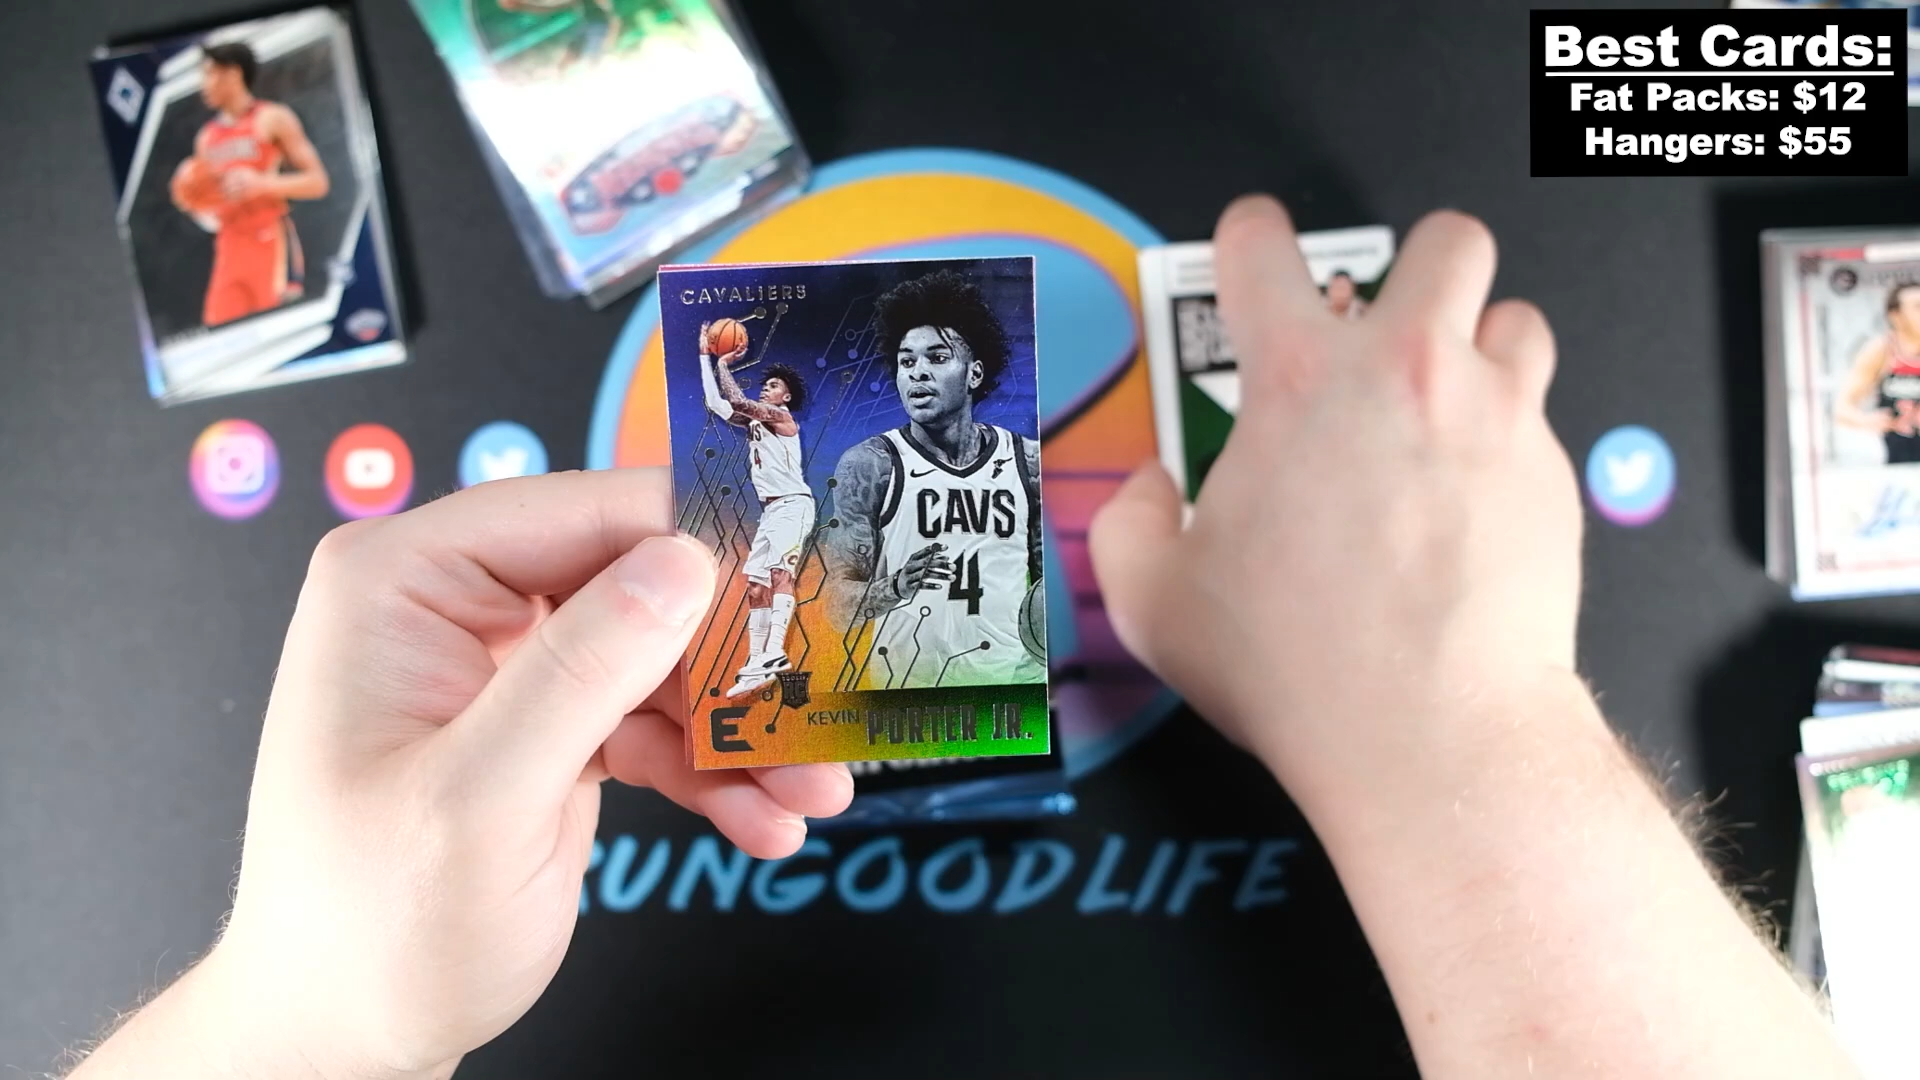 Best Cards:
Fat Packs: $12
Hangers: $55
CAVALIERS
CAVS
4
E
KEVIN PORTER JR.
RUNGOODLIFE